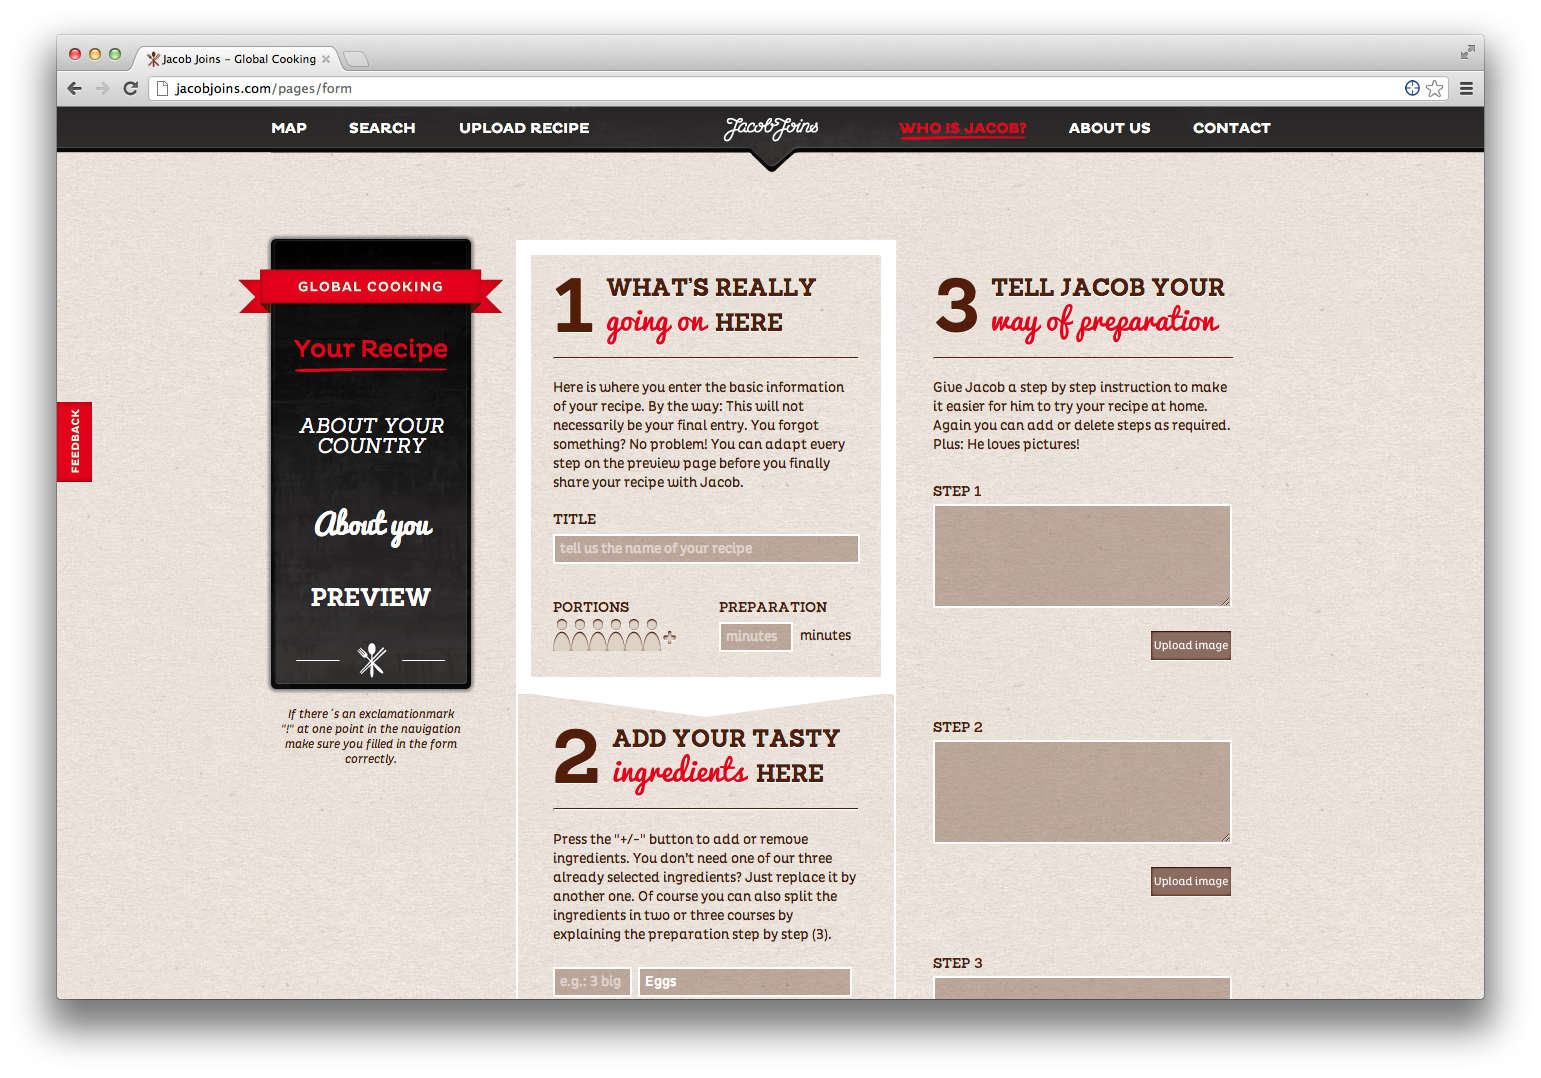 Jacob Joins – Global Cooking
jacobjoins.com/pages/form
MAP SEARCH UPLOAD RECIPE Jacob Joins WHO IS JACOB? ABOUT US CONTACT
FEEDBACK
GLOBAL COOKING
Your Recipe
ABOUT YOUR
COUNTRY
About you
PREVIEW
If there´s an exclamationmark
"!" at one point in the navigation
make sure you filled in the form
correctly.
1 WHAT'S REALLY
going on HERE
Here is where you enter the basic information
of your recipe. By the way: This will not
necessarily be your final entry. You forgot
something? No problem! You can adapt every
step on the preview page before you finally
share your recipe with Jacob.
TITLE
tell us the name of your recipe
PORTIONS PREPARATION
minutes minutes
2 ADD YOUR TASTY
ingredients HERE
Press the "+/-" button to add or remove
ingredients. You don't need one of our three
already selected ingredients? Just replace it by
another one. Of course you can also split the
ingredients in two or three courses by
explaining the preparation step by step (3).
e.g.: 3 big Eggs
3 TELL JACOB YOUR
way of preparation
Give Jacob a step by step instruction to make
it easier for him to try your recipe at home.
Again you can add or delete steps as required.
Plus: He loves pictures!
STEP 1
Upload image
STEP 2
Upload image
STEP 3